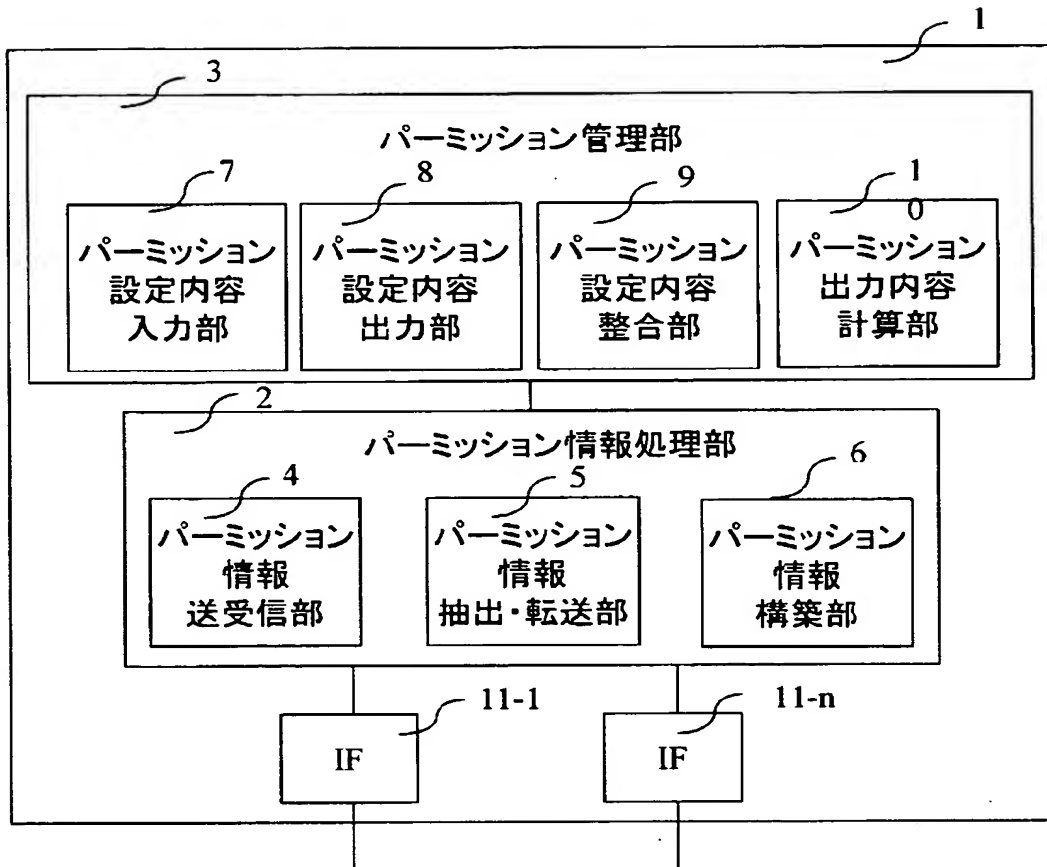 1
3
パーミッション管理部
7
8
9
1
0
パーミッション
設定内容
入力部
パーミッション
設定内容
出力部
パーミッション
設定内容
整合部
パーミッション
出力内容
計算部
2
パーミッション情報処理部
4
5
6
パーミッション
情報
送受信部
パーミッション
情報
抽出・転送部
パーミッション
情報
構築部
11-1
11-n
IF
IF